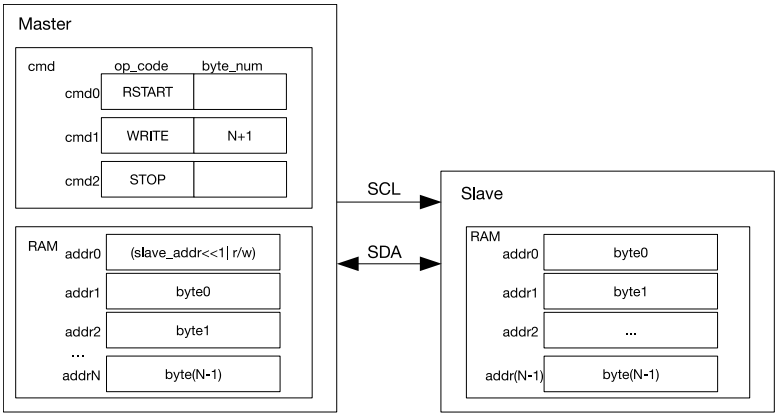 Master
cmd op_code byte_num
cmd0 RSTART
cmd1 WRITE N+1
cmd2 STOP
RAM addr0 (slave_addr<<1| r/w)
addr1 byte0
addr2 byte1
...
addrN byte(N-1)
SCL
SDA
Slave
RAM
addr0 byte0
addr1 byte1
addr2 ...
addr(N-1) byte(N-1)